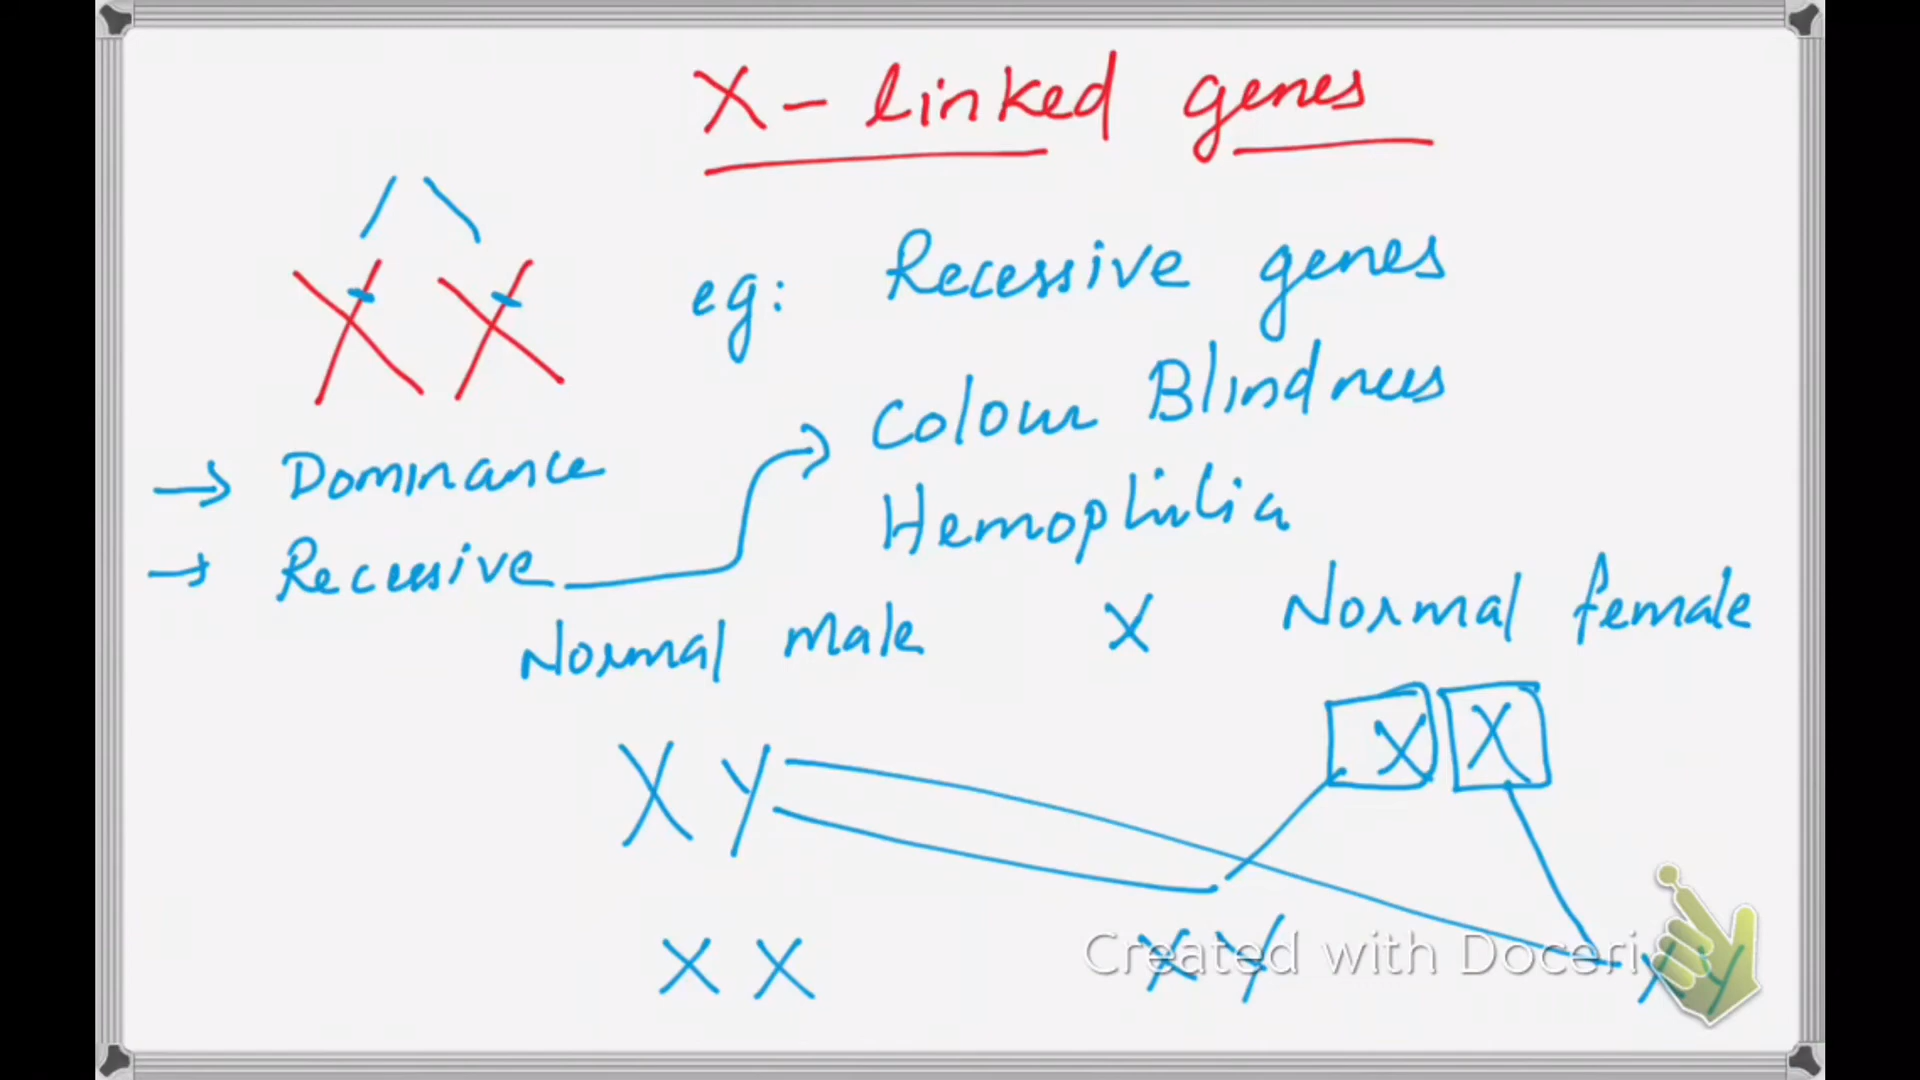 X - linked genes
eg: Recessive genes
Colour Blindness
Hemophilia
→ Dominance
→ Recessive
Normal male X Normal female
X Y X X
X X X Y X Y
Created with Doceri